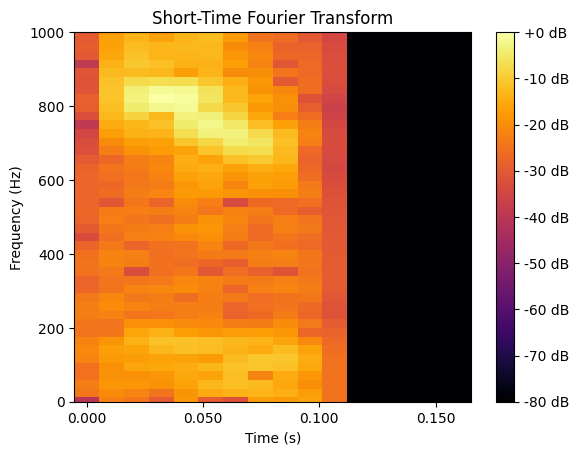 Short-Time Fourier Transform
1000
800
600
400
200
0
Frequency (Hz)
0.000
0.050
0.100
0.150
Time (s)
+0 dB
-10 dB
-20 dB
-30 dB
-40 dB
-50 dB
-60 dB
-70 dB
-80 dB